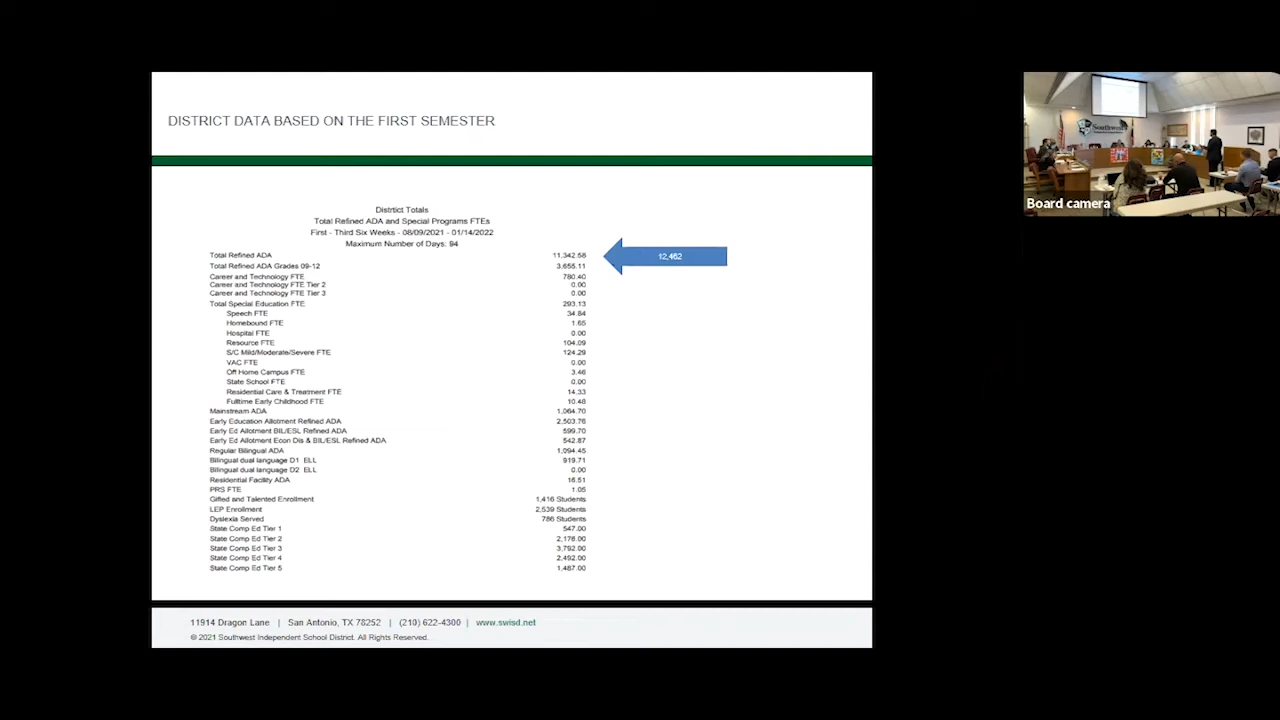 DISTRICT DATA BASED ON THE FIRST SEMESTER
Distrtict Totals
Total Refined ADA and Special Programs FTEs
First - Third Six Weeks - 08/09/2021 - 01/14/2022
Maximum Number of Days: 94
Total Refined ADA 11,342.58
12,462
Total Refined ADA Grades 09-12 3,655.11
Career and Technology FTE 780.40
Career and Technology FTE Tier 2 0.00
Career and Technology FTE Tier 3 0.00
Total Special Education FTE 293.13
Speech FTE 34.84
Homebound FTE 1.65
Hospital FTE 0.00
Resource FTE 104.09
S/C Mild/Moderate/Severe FTE 124.29
VAC FTE 0.00
Off Home Campus FTE 3.46
State School FTE 0.00
Residential Care & Treatment FTE 14.33
Fulltime Early Childhood FTE 10.48
Mainstream ADA 1,064.70
Early Education Allotment Refined ADA 2,503.76
Early Ed Allotment BIL/ESL Refined ADA 599.70
Early Ed Allotment Econ Dis & BIL/ESL Refined ADA 542.87
Regular Bilingual ADA 1,094.45
Bilingual dual language D1 ELL 919.71
Bilingual dual language D2 ELL 0.00
Residential Facility ADA 16.51
PRS FTE 1.05
Gifted and Talented Enrollment 1,416 Students
LEP Enrollment 2,539 Students
Dyslexia Served 786 Students
State Comp Ed Tier 1 547.00
State Comp Ed Tier 2 2,178.00
State Comp Ed Tier 3 3,792.00
State Comp Ed Tier 4 2,492.00
State Comp Ed Tier 5 1,487.00
11914 Dragon Lane | San Antonio, TX 78252 | (210) 622-4300 | www.swisd.net
© 2021 Southwest Independent School District. All Rights Reserved.
Southwest
Board camera